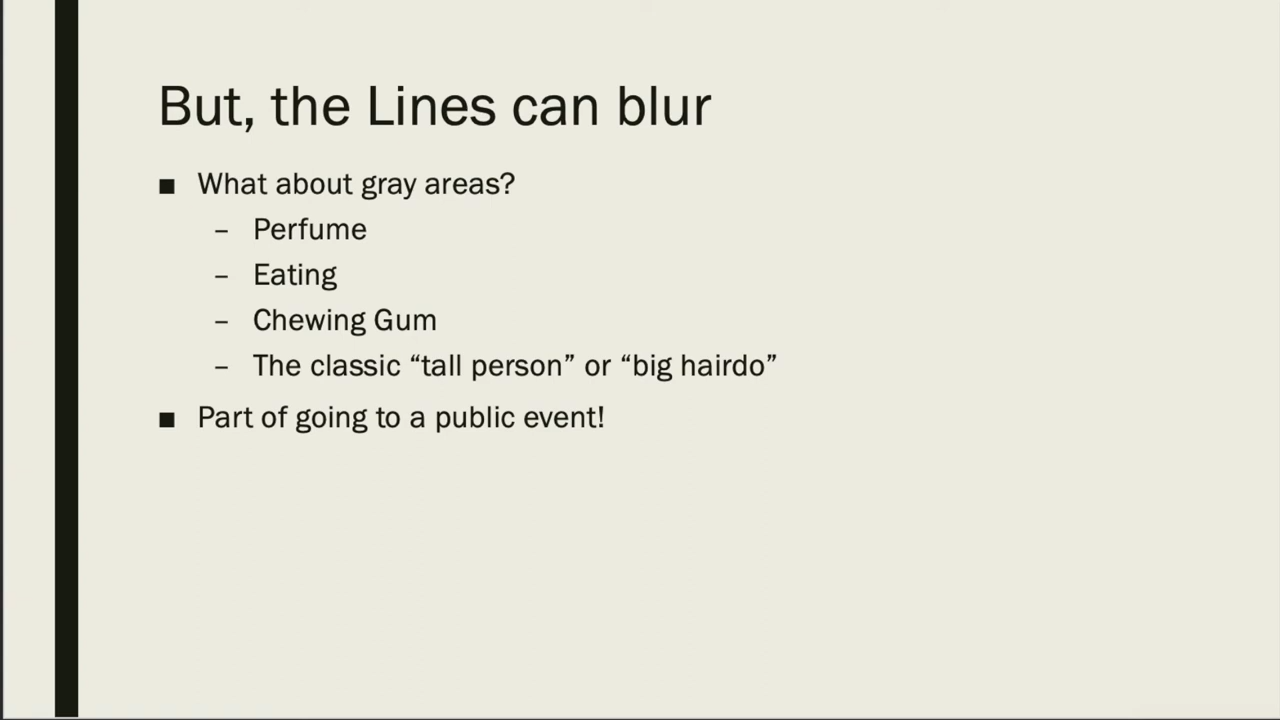 But, the Lines can blur
■ What about gray areas?
– Perfume
– Eating
– Chewing Gum
– The classic “tall person” or “big hairdo”
■ Part of going to a public event!